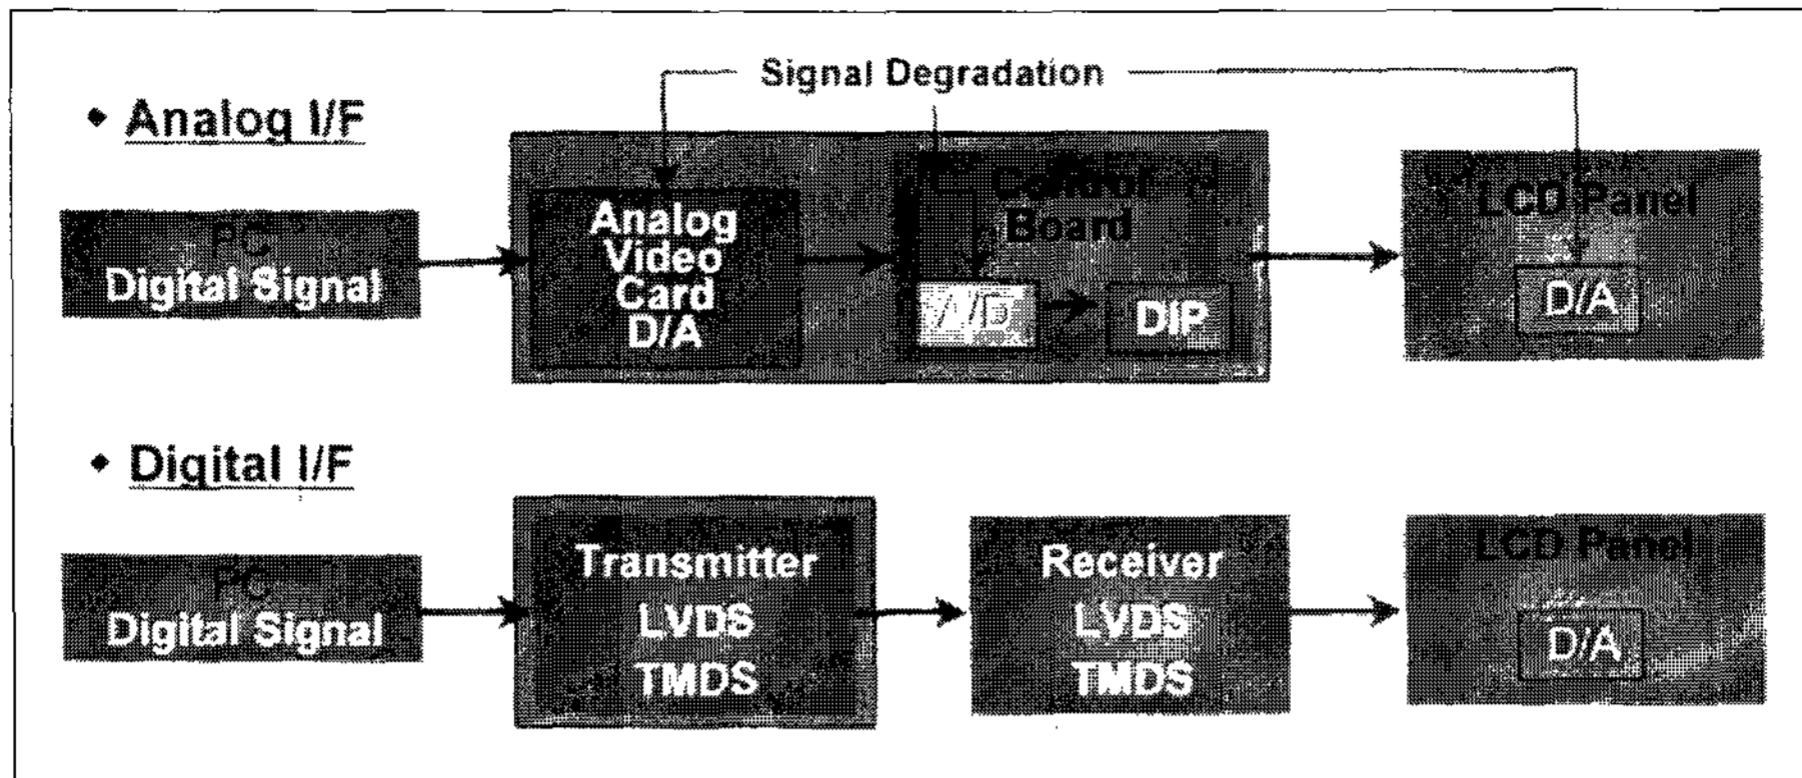 Signal Degradation
• Analog I/F
PC
Digital Signal
Analog
Video
Card
D/A
Control
Board
A/D
DIP
LCD Panel
D/A
• Digital I/F
PC
Digital Signal
Transmitter
LVDS
TMDS
Receiver
LVDS
TMDS
LCD Panel
D/A